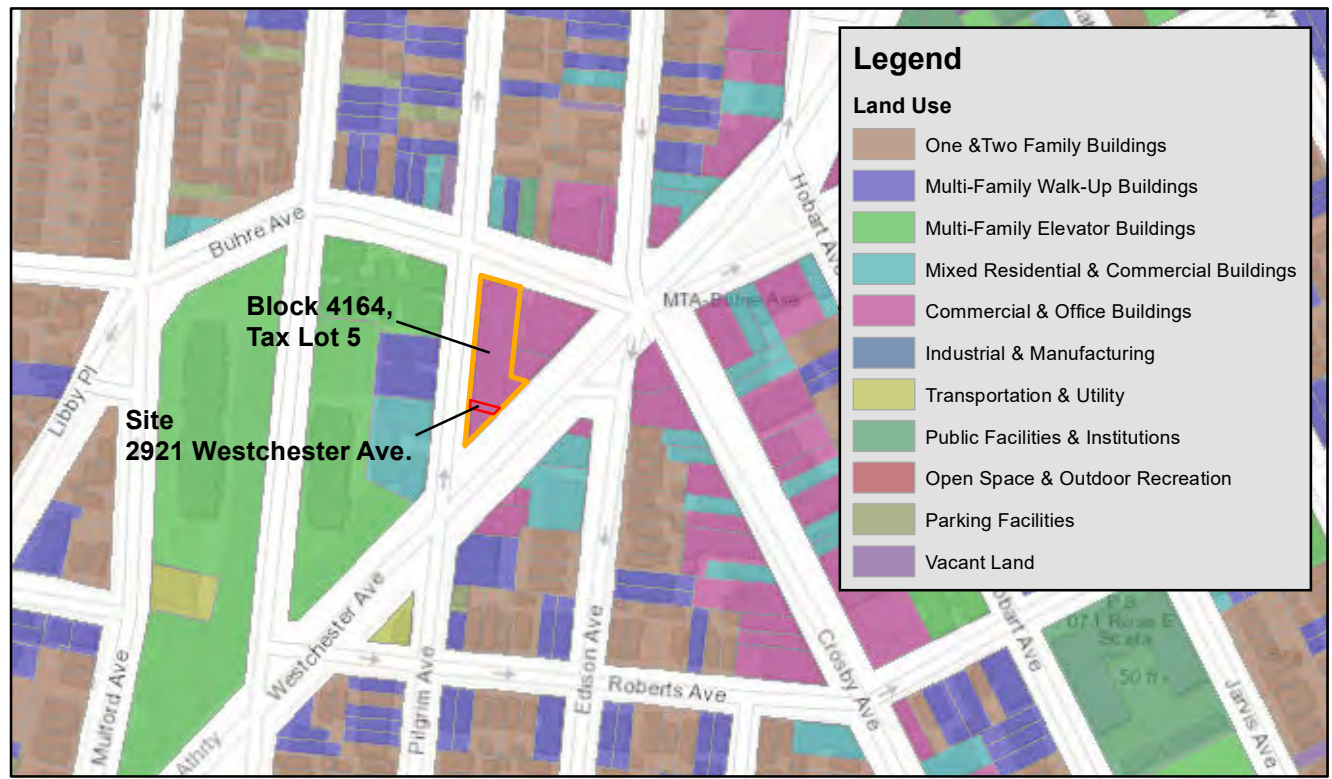 Legend
Land Use
One &Two Family Buildings
Multi-Family Walk-Up Buildings
Multi-Family Elevator Buildings
Mixed Residential & Commercial Buildings
Commercial & Office Buildings
Industrial & Manufacturing
Transportation & Utility
Public Facilities & Institutions
Open Space & Outdoor Recreation
Parking Facilities
Vacant Land
Hobart Ave
Buhre Ave
MTA-Buhre Ave
Block 4164,
Tax Lot 5
Libby Pl
Site
2921 Westchester Ave.
Westchester Ave
Mulford Ave
Pilgrim Ave
Edison Ave
Roberts Ave
Crosby Ave
Hobart Ave
P.S
071 Rose E
Scala
50 ft
Jarvis Ave